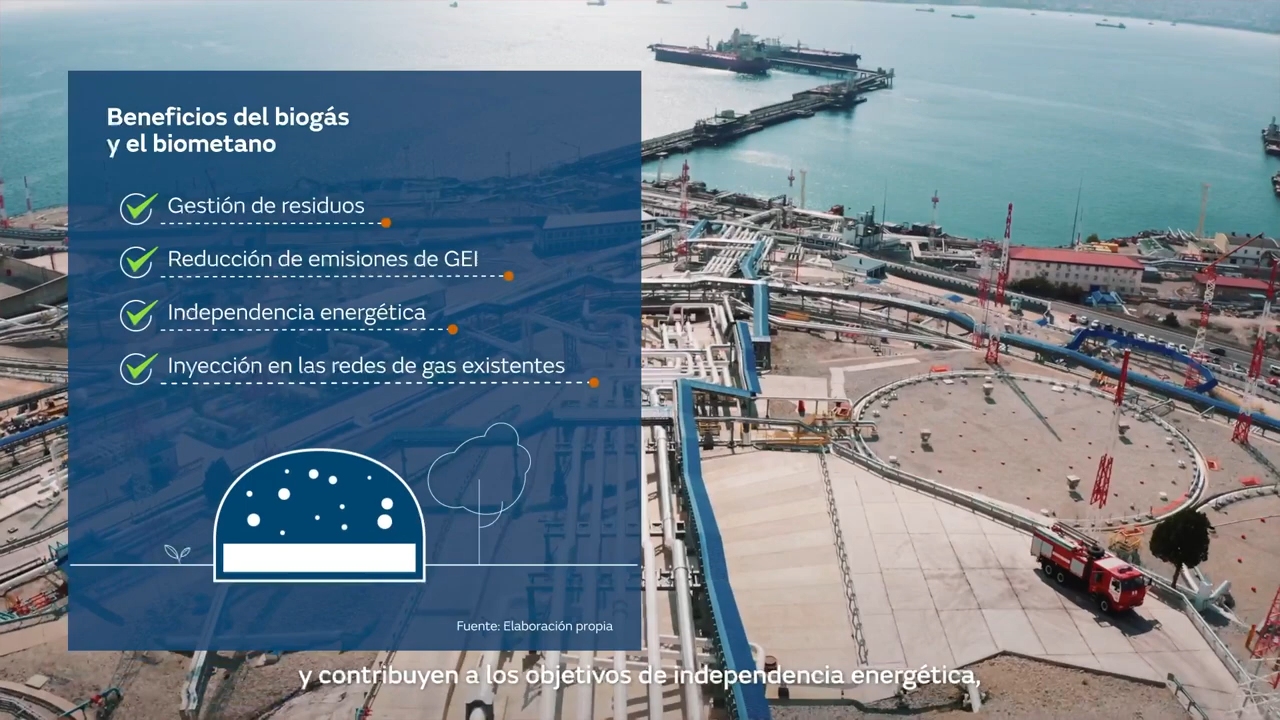 Beneficios del biogás
y el biometano
Gestión de residuos
Reducción de emisiones de GEI
Independencia energética
Inyección en las redes de gas existentes
Fuente: Elaboración propia
y contribuyen a los objetivos de independencia energética,